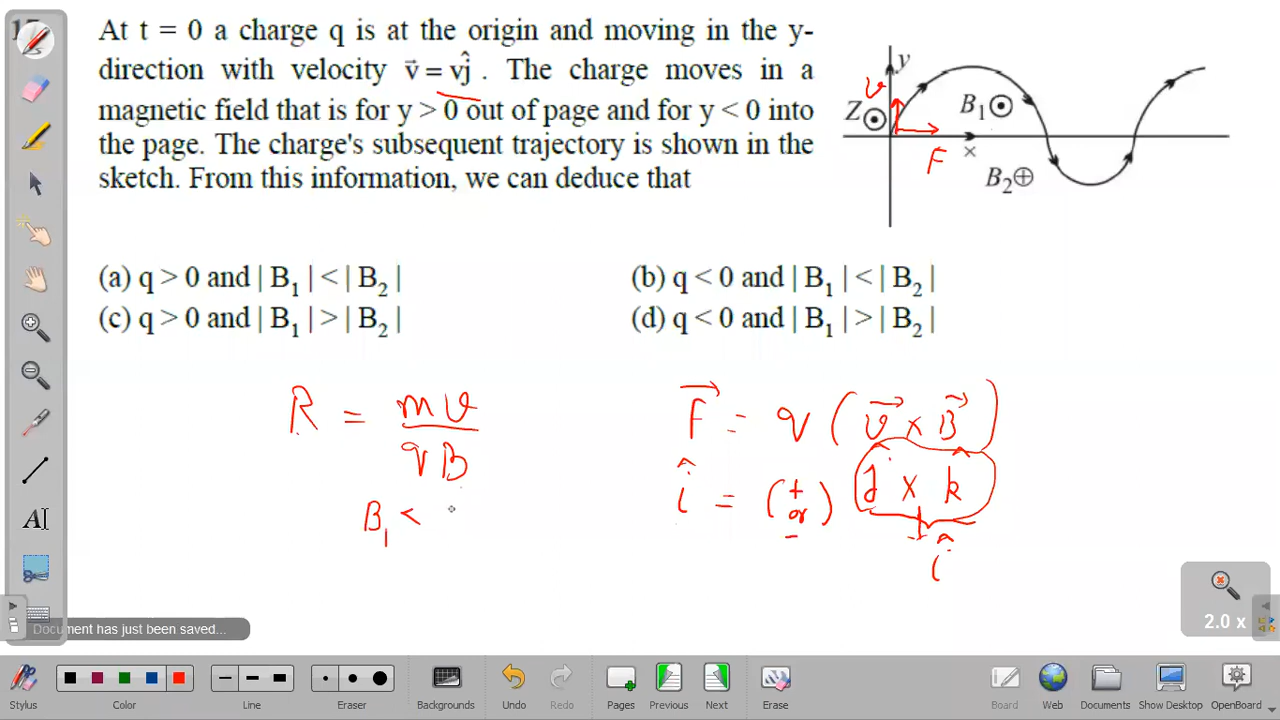 At t = 0 a charge q is at the origin and moving in the y-
direction with velocity v⃗ = vĵ . The charge moves in a
magnetic field that is for y > 0 out of page and for y < 0 into
the page. The charge's subsequent trajectory is shown in the
sketch. From this information, we can deduce that
y
v
Z
B₁
F
x
B₂
(a) q > 0 and | B₁ | < | B₂ |
(b) q < 0 and | B₁ | < | B₂ |
(c) q > 0 and | B₁ | > | B₂ |
(d) q < 0 and | B₁ | > | B₂ |
R = mv / qB
B₁ <
F⃗ = q ( v⃗ × B⃗ )
î = (+ or −) ĵ × k̂
î
2.0 x
Document has just been saved...
Stylus
Color
Line
Eraser
Backgrounds
Undo
Redo
Pages
Previous
Next
Erase
Board
Web
Documents
Show Desktop
OpenBoard